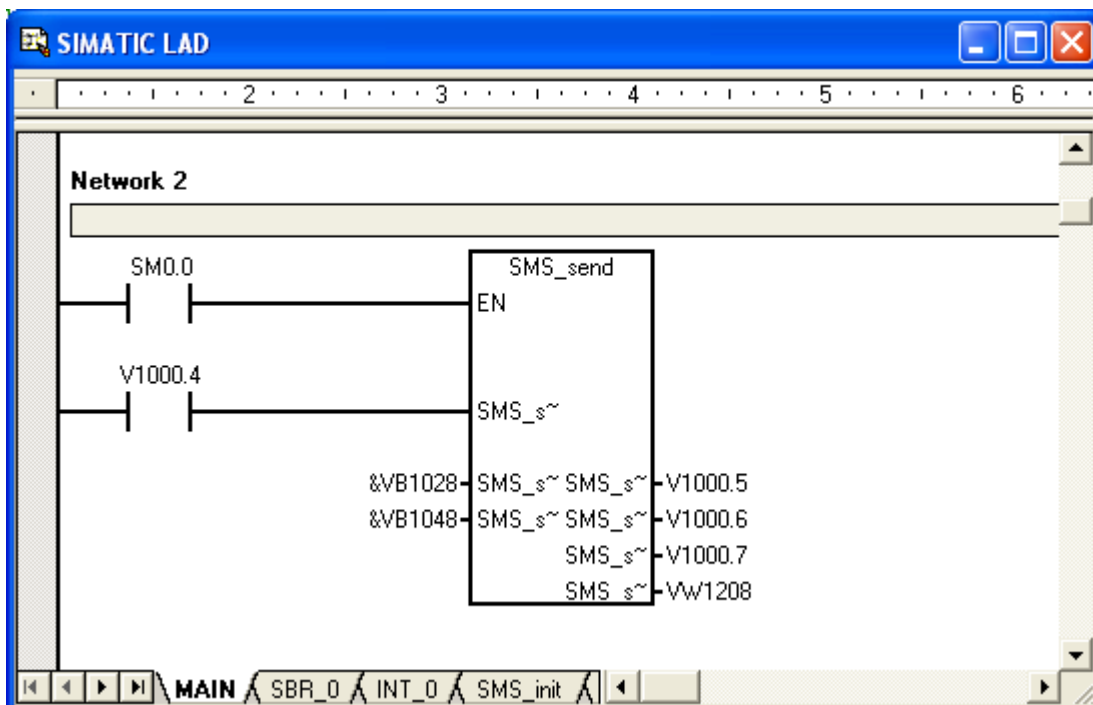 SIMATIC LAD
2 3 4 5 6
Network 2
SM0.0
SMS_send
EN
V1000.4
SMS_s~
&VB1028 SMS_s~ SMS_s~ V1000.5
&VB1048 SMS_s~ SMS_s~ V1000.6
SMS_s~ V1000.7
SMS_s~ VW1208
MAIN SBR_0 INT_0 SMS_init